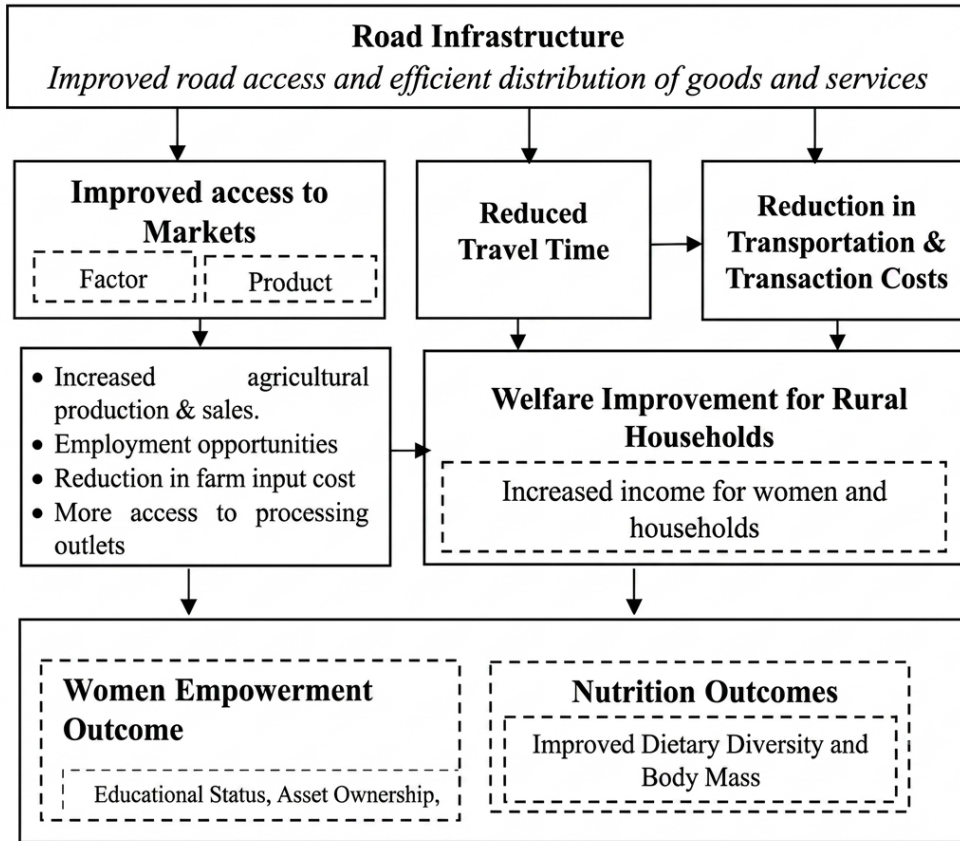 Road Infrastructure
Improved road access and efficient distribution of goods and services
Improved access to
Markets
Factor
Product
Reduced
Travel Time
Reduction in
Transportation &
Transaction Costs
• Increased agricultural
production & sales.
• Employment opportunities
• Reduction in farm input cost
• More access to processing
outlets
Welfare Improvement for Rural
Households
Increased income for women and
households
Women Empowerment
Outcome
Educational Status, Asset Ownership,
Nutrition Outcomes
Improved Dietary Diversity and
Body Mass